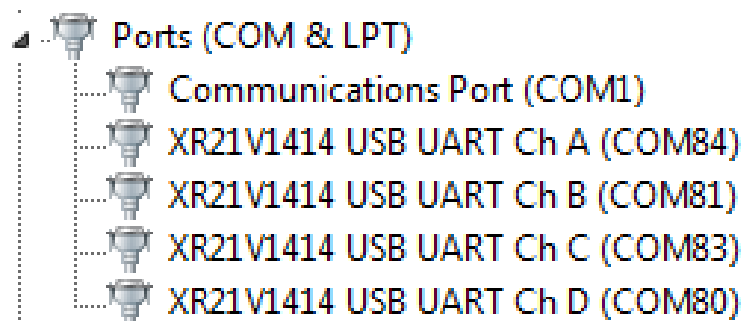 Ports (COM & LPT)
Communications Port (COM1)
XR21V1414 USB UART Ch A (COM84)
XR21V1414 USB UART Ch B (COM81)
XR21V1414 USB UART Ch C (COM83)
XR21V1414 USB UART Ch D (COM80)